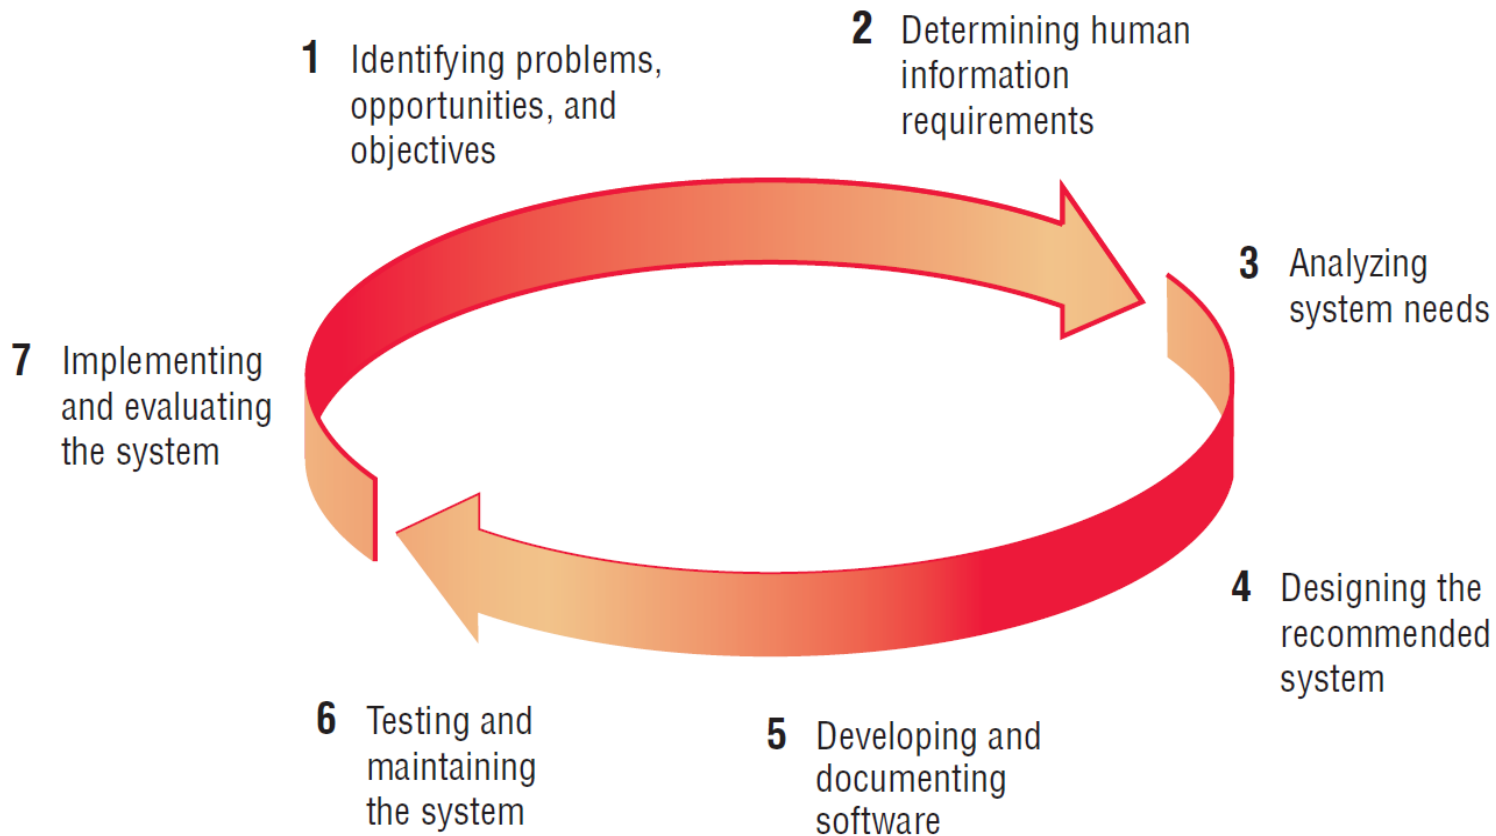 1 Identifying problems,
opportunities, and
objectives
2 Determining human
information
requirements
3 Analyzing
system needs
4 Designing the
recommended
system
5 Developing and
documenting
software
6 Testing and
maintaining
the system
7 Implementing
and evaluating
the system